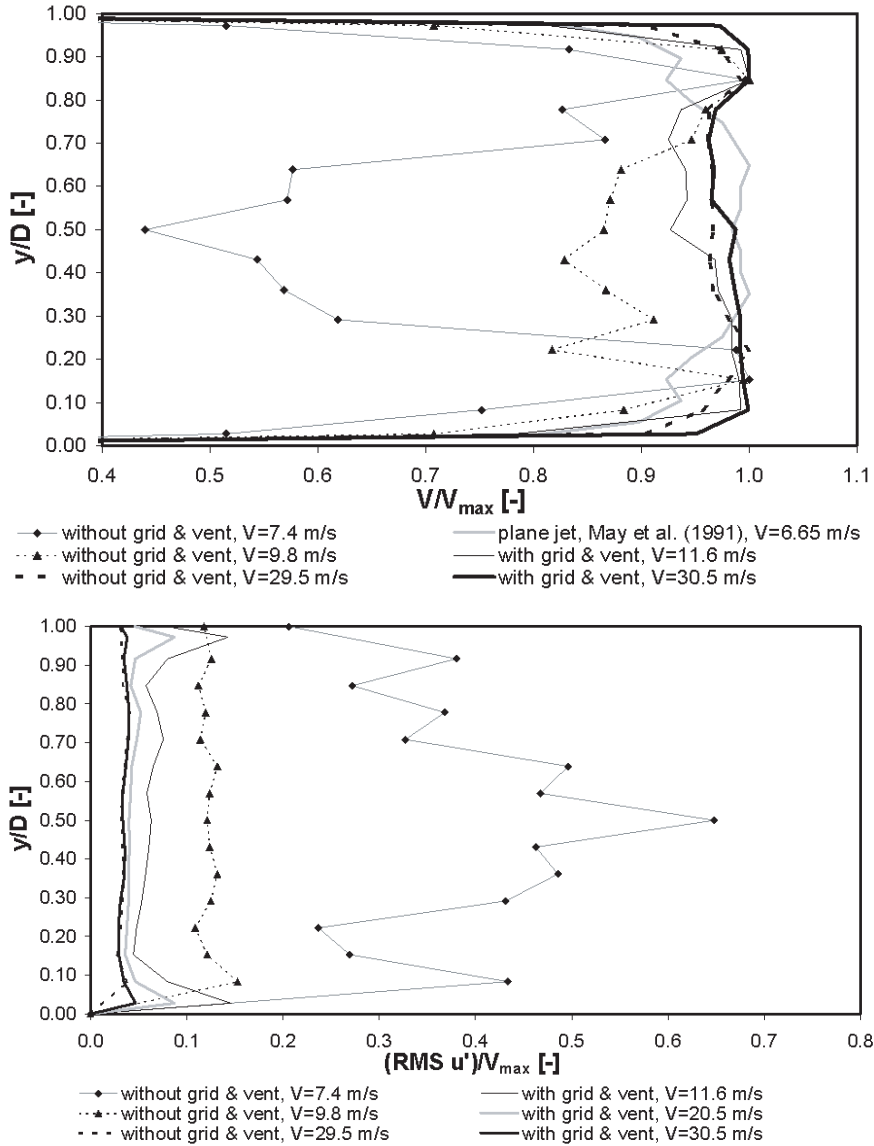 1.00
0.90
0.80
0.70
0.60
0.50
0.40
0.30
0.20
0.10
0.00
y/D [-]
0.4 0.5 0.6 0.7 0.8 0.9 1.0 1.1
V/Vmax [-]
without grid & vent, V=7.4 m/s
plane jet, May et al. (1991), V=6.65 m/s
without grid & vent, V=9.8 m/s
with grid & vent, V=11.6 m/s
without grid & vent, V=29.5 m/s
with grid & vent, V=30.5 m/s
1.00
0.90
0.80
0.70
0.60
0.50
0.40
0.30
0.20
0.10
0.00
y/D [-]
0.0 0.1 0.2 0.3 0.4 0.5 0.6 0.7 0.8
(RMS u')/Vmax [-]
without grid & vent, V=7.4 m/s
with grid & vent, V=11.6 m/s
without grid & vent, V=9.8 m/s
with grid & vent, V=20.5 m/s
without grid & vent, V=29.5 m/s
with grid & vent, V=30.5 m/s